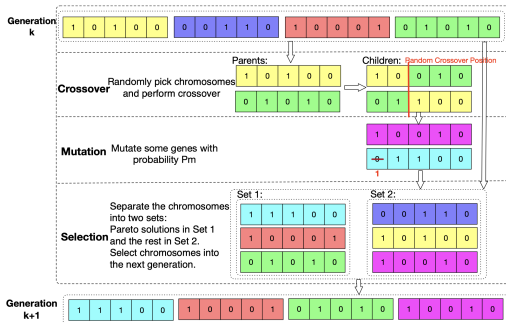 Generation
k
1 0 1 0 0 0 0 1 1 0 1 0 0 0 1 0 1 0 1 0
Crossover
Randomly pick chromosomes
and perform crossover
Parents:
1 0 1 0 0
0 1 0 1 0
Children: Random Crossover Position
1 0 0 1 0
0 1 1 0 0
Mutation
Mutate some genes with
probability Pm
1 0 0 1 0
0 1 1 0 0
1
Selection
Separate the chromosomes
into two sets:
Pareto solutions in Set 1
and the rest in Set 2.
Select chromosomes into
the next generation.
Set 1:
1 1 1 0 0
1 0 0 0 1
0 1 0 1 0
Set 2:
0 0 1 1 0
1 0 1 0 0
1 0 0 1 0
Generation
k+1
1 1 1 0 0 1 0 0 0 1 0 1 0 1 0 1 0 0 1 0